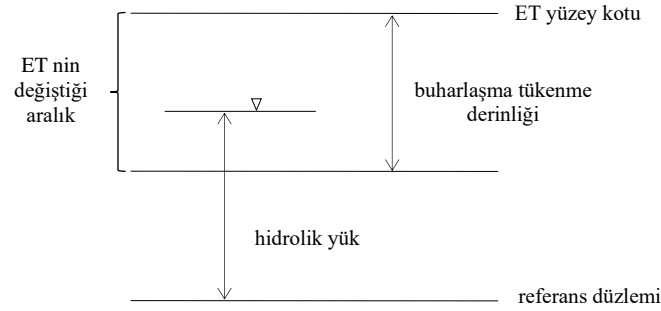 ET yüzey kotu
ET nin
değiştiği
aralık
buharlaşma tükenme
derinliği
hidrolik yük
referans düzlemi